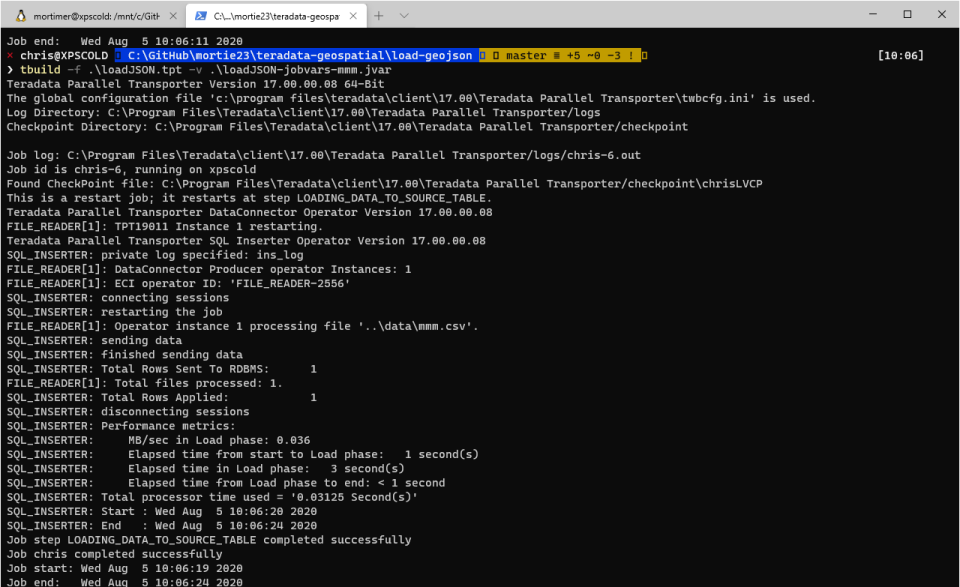 mortimer@xpscold: /mnt/c/GitH
C:\...\mortie23\teradata-geospat
Job end:   Wed Aug  5 10:06:11 2020
× chris@XPSCOLD  C:\GitHub\mortie23\teradata-geospatial\load-geojson  master ≡ +5 ~0 -3 !  [10:06]
❯ tbuild -f .\loadJSON.tpt -v .\loadJSON-jobvars-mmm.jvar
Teradata Parallel Transporter Version 17.00.00.08 64-Bit
The global configuration file 'c:\program files\teradata\client\17.00\Teradata Parallel Transporter\twbcfg.ini' is used.
Log Directory: C:\Program Files\Teradata\client\17.00\Teradata Parallel Transporter/logs
Checkpoint Directory: C:\Program Files\Teradata\client\17.00\Teradata Parallel Transporter/checkpoint
Job log: C:\Program Files\Teradata\client\17.00\Teradata Parallel Transporter/logs/chris-6.out
Job id is chris-6, running on xpscold
Found CheckPoint file: C:\Program Files\Teradata\client\17.00\Teradata Parallel Transporter/checkpoint\chrisLVCP
This is a restart job; it restarts at step LOADING_DATA_TO_SOURCE_TABLE.
Teradata Parallel Transporter DataConnector Operator Version 17.00.00.08
FILE_READER[1]: TPT19011 Instance 1 restarting.
Teradata Parallel Transporter SQL Inserter Operator Version 17.00.00.08
SQL_INSERTER: private log specified: ins_log
FILE_READER[1]: DataConnector Producer operator Instances: 1
FILE_READER[1]: ECI operator ID: 'FILE_READER-2556'
SQL_INSERTER: connecting sessions
SQL_INSERTER: restarting the job
FILE_READER[1]: Operator instance 1 processing file '..\data\mmm.csv'.
SQL_INSERTER: sending data
SQL_INSERTER: finished sending data
SQL_INSERTER: Total Rows Sent To RDBMS:      1
FILE_READER[1]: Total files processed: 1.
SQL_INSERTER: Total Rows Applied:            1
SQL_INSERTER: disconnecting sessions
SQL_INSERTER: Performance metrics:
SQL_INSERTER:     MB/sec in Load phase: 0.036
SQL_INSERTER:     Elapsed time from start to Load phase:   1 second(s)
SQL_INSERTER:     Elapsed time in Load phase:   3 second(s)
SQL_INSERTER:     Elapsed time from Load phase to end: < 1 second
SQL_INSERTER: Total processor time used = '0.03125 Second(s)'
SQL_INSERTER: Start : Wed Aug  5 10:06:20 2020
SQL_INSERTER: End   : Wed Aug  5 10:06:24 2020
Job step LOADING_DATA_TO_SOURCE_TABLE completed successfully
Job chris completed successfully
Job start: Wed Aug  5 10:06:19 2020
Job end:   Wed Aug  5 10:06:24 2020